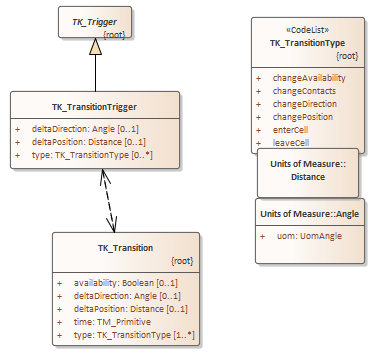 TK_Trigger
{root}
TK_TransitionTrigger
+ deltaDirection: Angle [0..1]
+ deltaPosition: Distance [0..1]
+ type: TK_TransitionType [0..*]
TK_Transition
{root}
+ availability: Boolean [0..1]
+ deltaDirection: Angle [0..1]
+ deltaPosition: Distance [0..1]
+ time: TM_Primitive
+ type: TK_TransitionType [1..*]
«CodeList»
TK_TransitionType
{root}
+ changeAvailability
+ changeContacts
+ changeDirection
+ changePosition
+ enterCell
+ leaveCell
Units of Measure::
Distance
Units of Measure::Angle
+ uom: UomAngle